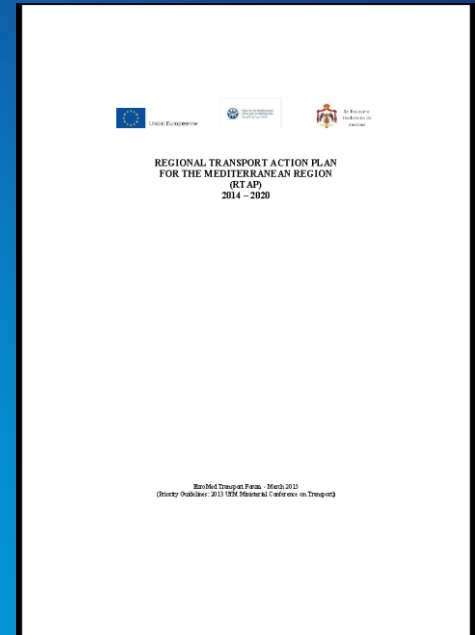 Union Européenne
REGIONAL TRANSPORT ACTION PLAN
FOR THE MEDITERRANEAN REGION
(RTAP)
2014 – 2020
EuroMed Transport Forum - March 2015
(Priority Guidelines: 2013 UfM Ministerial Conference on Transport)